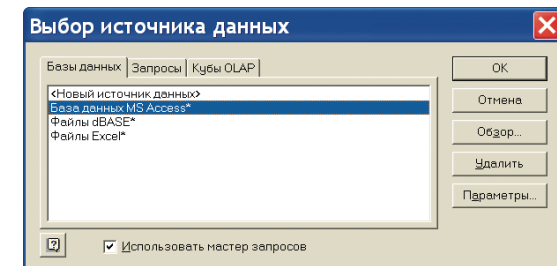 Выбор источника данных
Базы данных Запросы Кубы OLAP
<Новый источник данных>
База данных MS Access*
Файлы dBASE*
Файлы Excel*
OK
Отмена
Обзор...
Удалить
Параметры...
Использовать мастер запросов